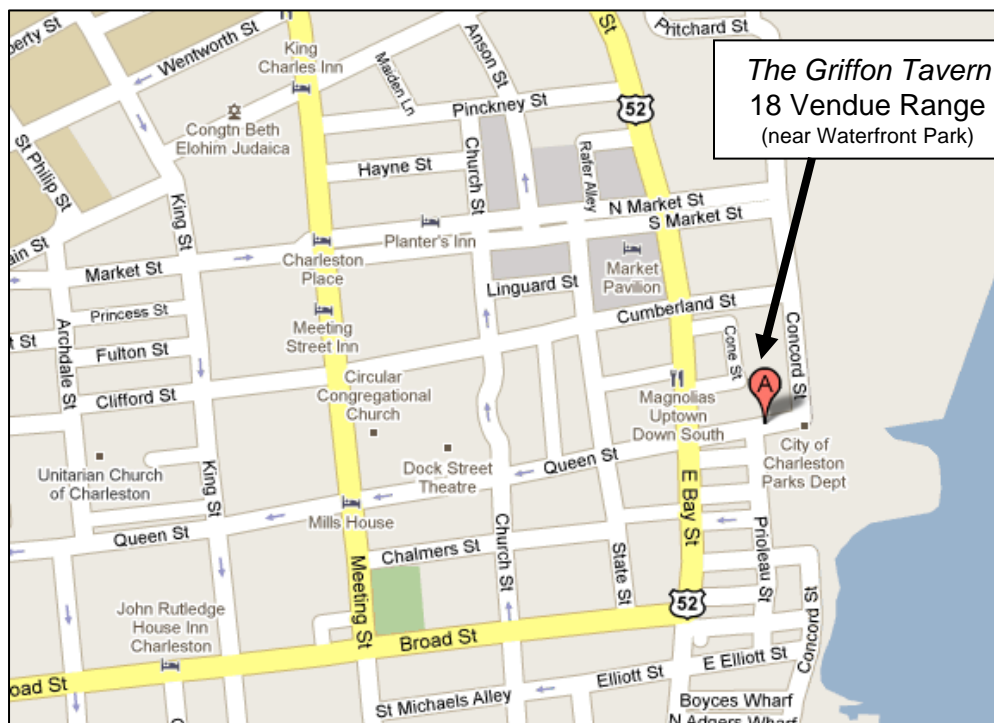 The Griffon Tavern
18 Vendue Range
(near Waterfront Park)
Pritchard St
St
52
Wentworth St
perty St
King
Charles Inn
Maiden Ln
Anson St
Pinckney St
Congtn Beth
Elohim Judaica
St Philip St
Hayne St
Church St
Rafer Alley
N Market St
S Market St
King St
Planter's Inn
Market St
Charleston
Place
Market
Pavilion
Linguard St
Cumberland St
Princess St
Archdale St
Fulton St
Meeting
Street Inn
Cone St
Concord St
Clifford St
Circular
Congregational
Church
A
Magnolias
Uptown
Down South
Unitarian Church
of Charleston
King St
Dock Street
Theatre
Queen St
City of
Charleston
Parks Dept
E Bay St
Mills House
Queen St
Chalmers St
Church St
State St
Prioleau St
Meeting St
52
John Rutledge
House Inn
Charleston
Broad St
Concord St
oad St
E Elliott St
Elliott St
St Michaels Alley
Boyces Wharf
N Adgers Wharf